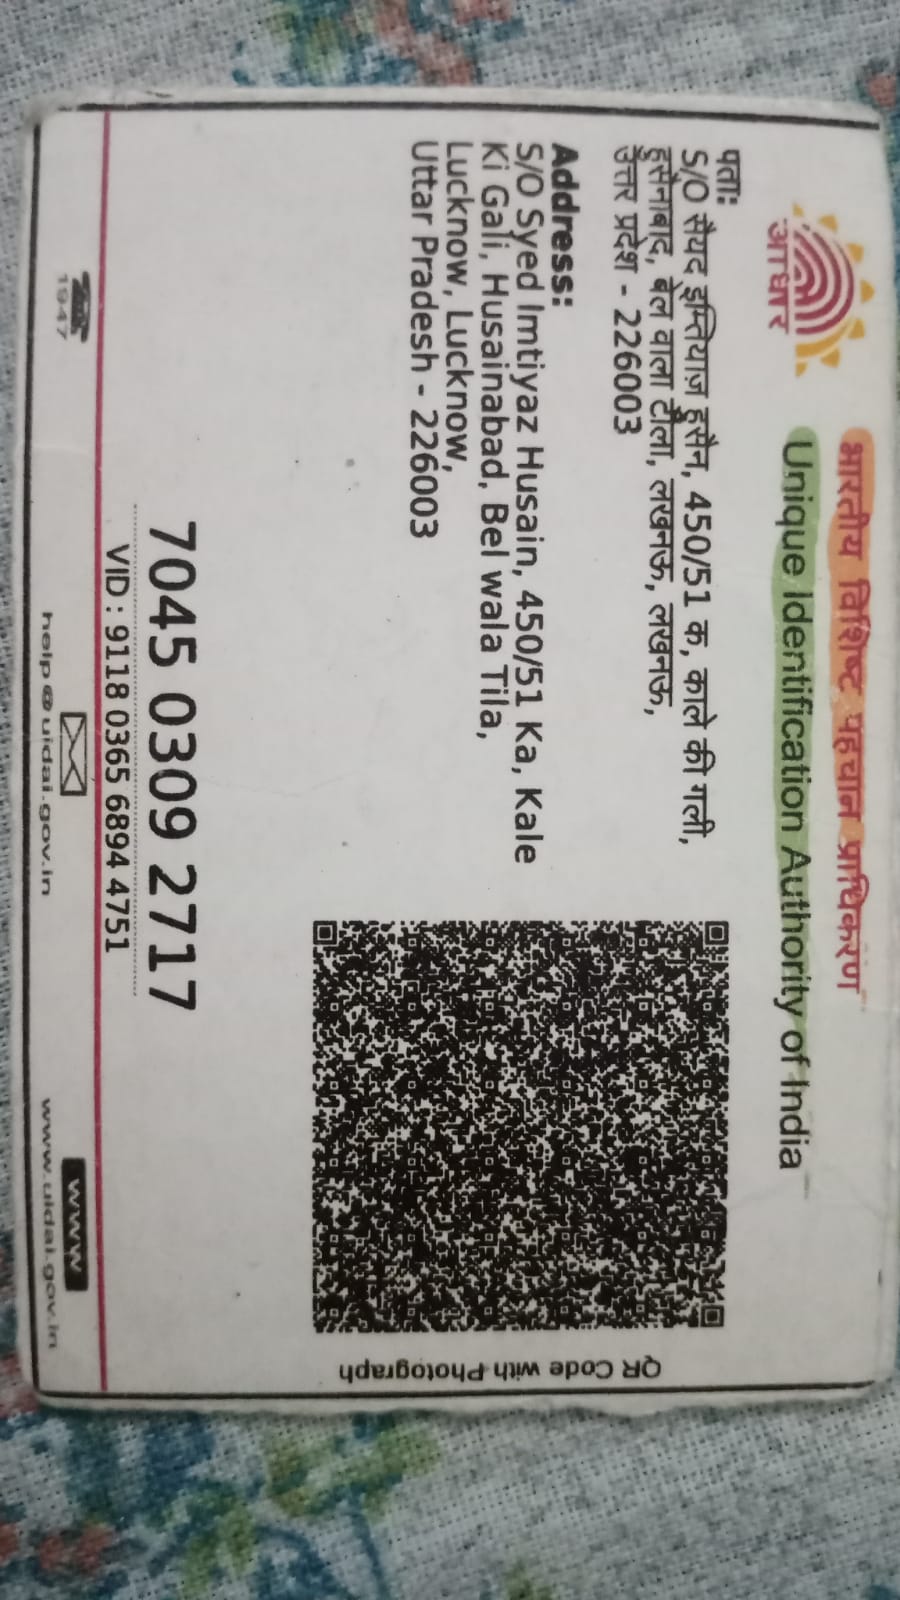 भारतीय विशिष्ट पहचान प्राधिकरण
Unique Identification Authority of India
आधार
पता:
S/O सैयद इम्तियाज़ हुसैन, 450/51 क, काले की गली,
हुसैनाबाद, बेल वाला टीला, लखनऊ, लखनऊ,
उत्तर प्रदेश - 226003
Address:
S/O Syed Imtiyaz Husain, 450/51 Ka, Kale
Ki Gali, Husainabad, Bel wala Tila,
Lucknow, Lucknow,
Uttar Pradesh - 226003
QR Code with Photograph
7045 0309 2717
VID : 9118 0365 6894 4751
1947
help@uidai.gov.in
www
www.uidai.gov.in